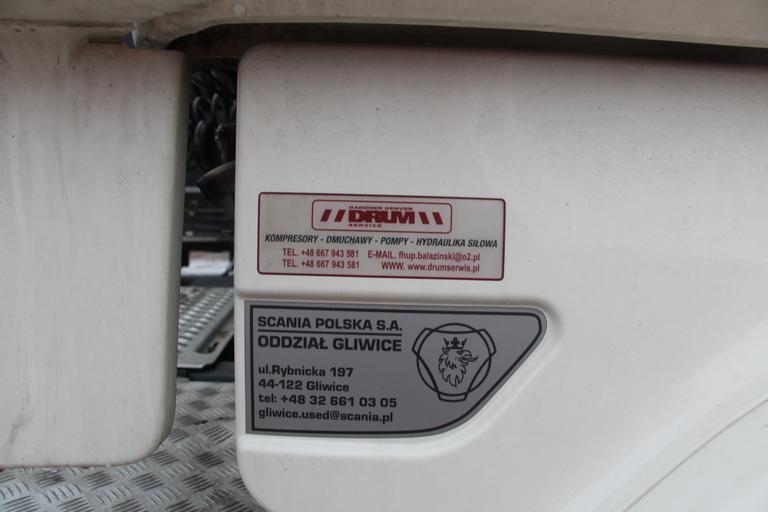 GARDNER DENVER
DRUM
SERVICE
KOMPRESORY - DMUCHAWY - POMPY - HYDRAULIKA SIŁOWA
TEL. +48 667 943 581 E-MAIL. fhup.balazinski@o2.pl
TEL. +48 667 943 581 WWW. www.drumserwis.pl
SCANIA POLSKA S.A.
ODDZIAŁ GLIWICE
ul.Rybnicka 197
44-122 Gliwice
tel: +48 32 661 03 05
gliwice.used@scania.pl